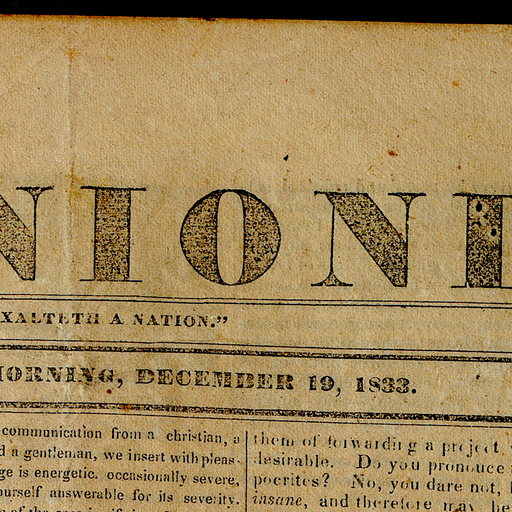 NIONI
XALTETH A NATION."
MORNING, DECEMBER 19, 1833.
communication from a christian, a
d a gentleman, we insert with pleas-
ge is energetic. occasionally severe,
ourself answerable for its severity.
them of forwarding a project
desirable. Do you pronouce
pocrites? No, you dare not,
insane, and therefore may be